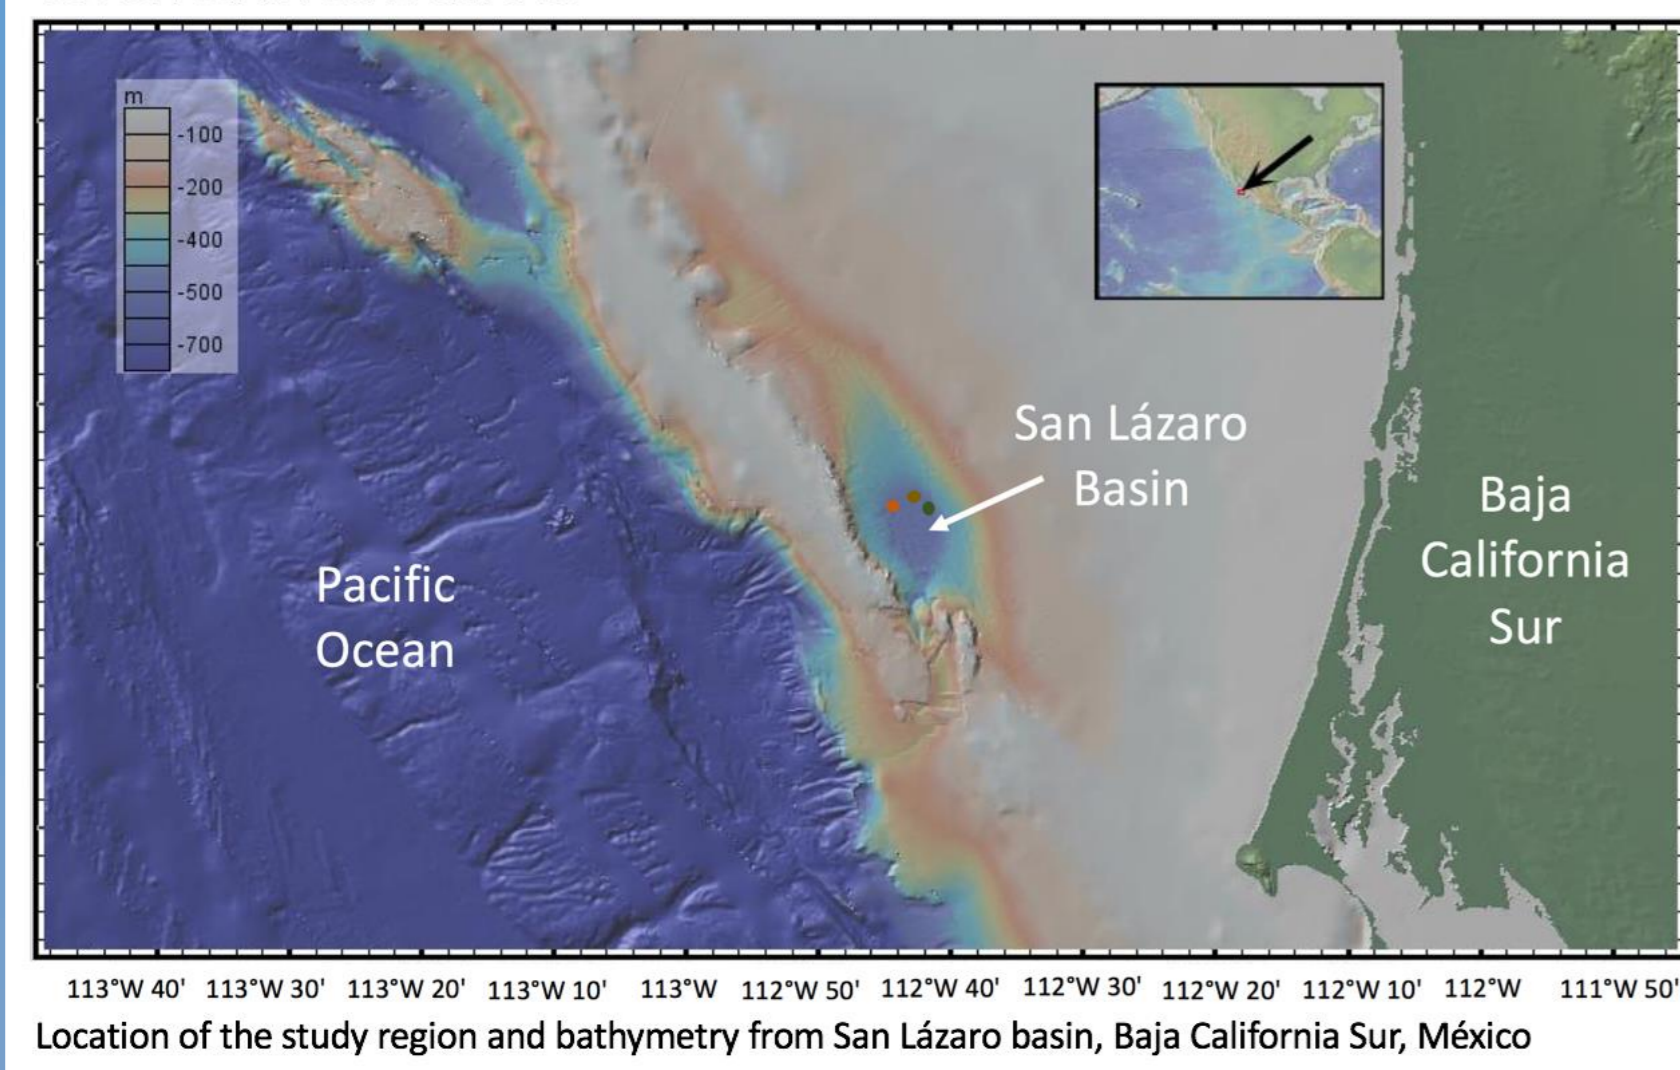 m
-100
-200
-400
-500
-700
San Lázaro
Basin
Baja
California
Sur
Pacific
Ocean
113°W 40' 113°W 30' 113°W 20' 113°W 10' 113°W 112°W 50' 112°W 40' 112°W 30' 112°W 20' 112°W 10' 112°W 111°W 50'
Location of the study region and bathymetry from San Lázaro basin, Baja California Sur, México